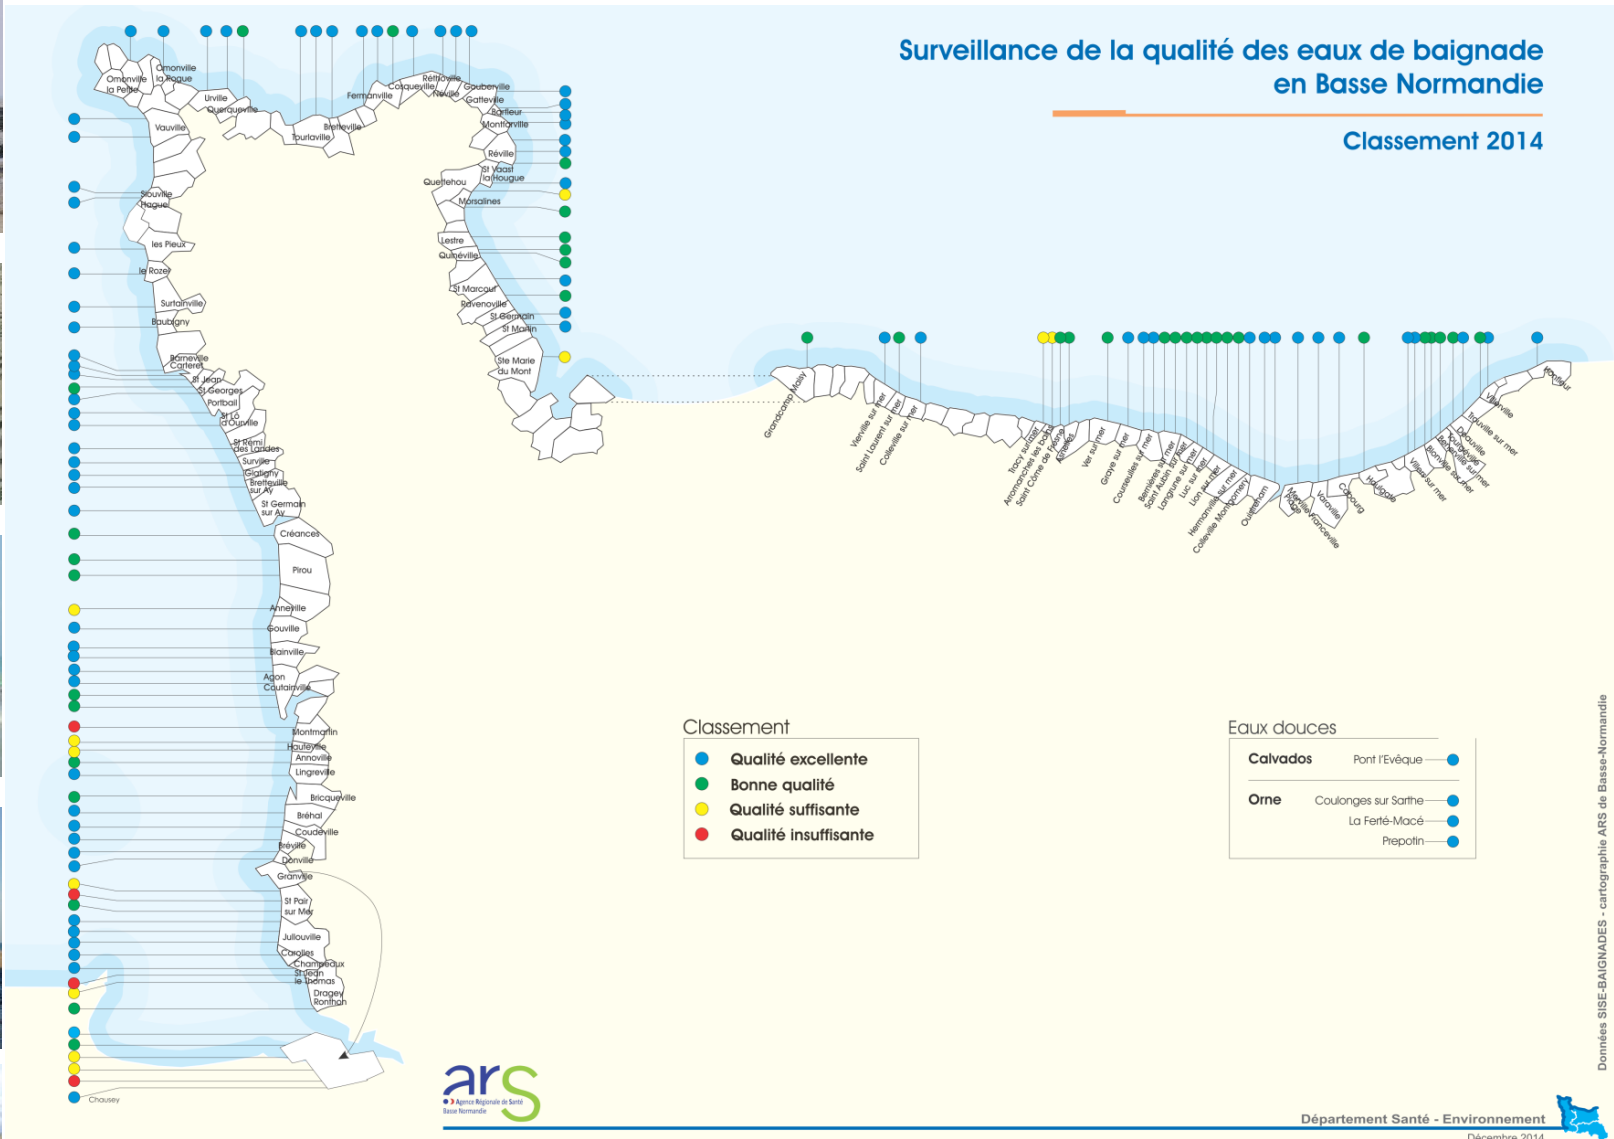 Surveillance de la qualité des eaux de baignade
en Basse Normandie
Classement 2014
Omonville
la Petite
Omonville
la Rogue
Urville
Querqueville
Tourlaville
Bretteville
Fermanville
Cosqueville
Réthoville
Néville
Gouberville
Gatteville
Barfleur
Montfarville
Réville
St Vaast
la Hougue
Quettehou
Morsalines
Lestre
Quinéville
St Marcouf
Ravenoville
St Germain
St Martin
Ste Marie
du Mont
Vauville
Siouville
Hague
les Pieux
le Rozel
Surtainville
Baubigny
Barneville
Carteret
St Jean
St Georges
Portbail
St Lô
d'Ourville
St Rémi
des Landes
Surville
Glatigny
Bretteville
sur Ay
St Germain
sur Ay
Créances
Pirou
Anneville
Gouville
Blainville
Agon
Coutainville
Montmartin
Hauteville
Annoville
Lingreville
Bricqueville
Bréhal
Coudeville
Bréville
Donville
Granville
St Pair
sur Mer
Jullouville
Carolles
Champeaux
St Jean
le Thomas
Dragey
Ronthon
Chausey
Grandcamp Maisy
Vierville sur mer
Saint Laurent sur mer
Colleville sur mer
Tracy sur mer
Arromanches les bains
Saint Côme de Fresné
Asnelles
Ver sur mer
Graye sur mer
Courseulles sur mer
Bernières sur mer
Saint Aubin sur mer
Langrune sur mer
Luc sur mer
Lion sur mer
Hermanville sur mer
Colleville Montgomery
Ouistreham
Merville Franceville
Plage
Varaville
Cabourg
Houlgate
Villers sur mer
Blonville sur mer
Benerville sur mer
Tourgéville
Deauville
Trouville sur mer
Villerville
Honfleur
Classement
Qualité excellente
Bonne qualité
Qualité suffisante
Qualité insuffisante
Eaux douces
Calvados Pont l'Evêque
Orne Coulonges sur Sarthe
La Ferté-Macé
Prepotin
Données SISE-BAIGNADES - cartographie ARS de Basse-Normandie
ars
Agence Régionale de Santé
Basse Normandie
Département Santé - Environnement
Décembre 2014